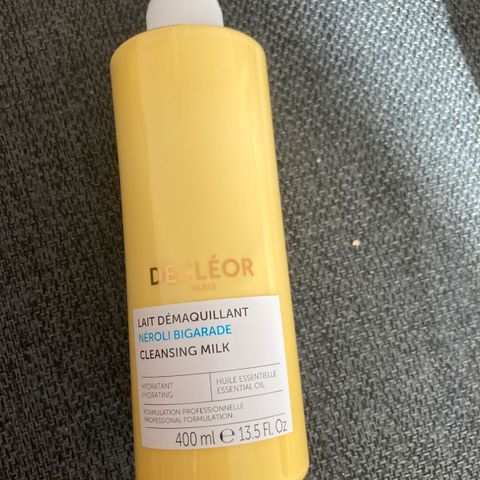 DECLÉOR
PARIS
LAIT DÉMAQUILLANT
NÉROLI BIGARADE
CLEANSING MILK
HYDRATANT
HYDRATING
HUILE ESSENTIELLE
ESSENTIAL OIL
FORMULATION PROFESSIONNELLE
PROFESSIONAL FORMULATION
400 ml ℮ 13.5 Fl. Oz